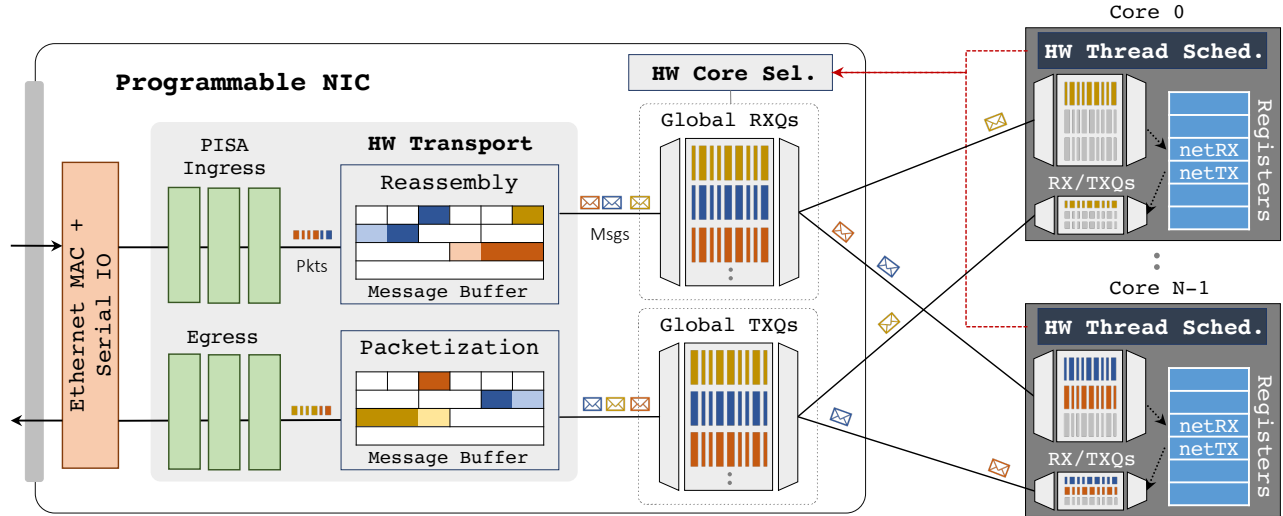 Core 0
HW Thread Sched.
HW Core Sel.
Programmable NIC
Global RXQs
PISA
Ingress
HW Transport
Reassembly
Registers
netRX
netTX
RX/TXQs
Ethernet MAC +
Serial IO
Pkts
Msgs
Message Buffer
Core N-1
HW Thread Sched.
Egress
Packetization
Global TXQs
Registers
netRX
netTX
RX/TXQs
Message Buffer